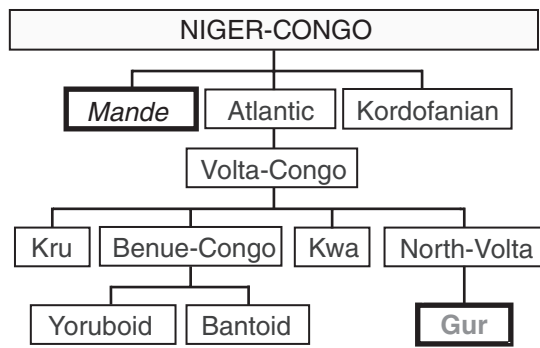 NIGER-CONGO
Mande Atlantic Kordofanian
Volta-Congo
Kru Benue-Congo Kwa North-Volta
Yoruboid Bantoid Gur